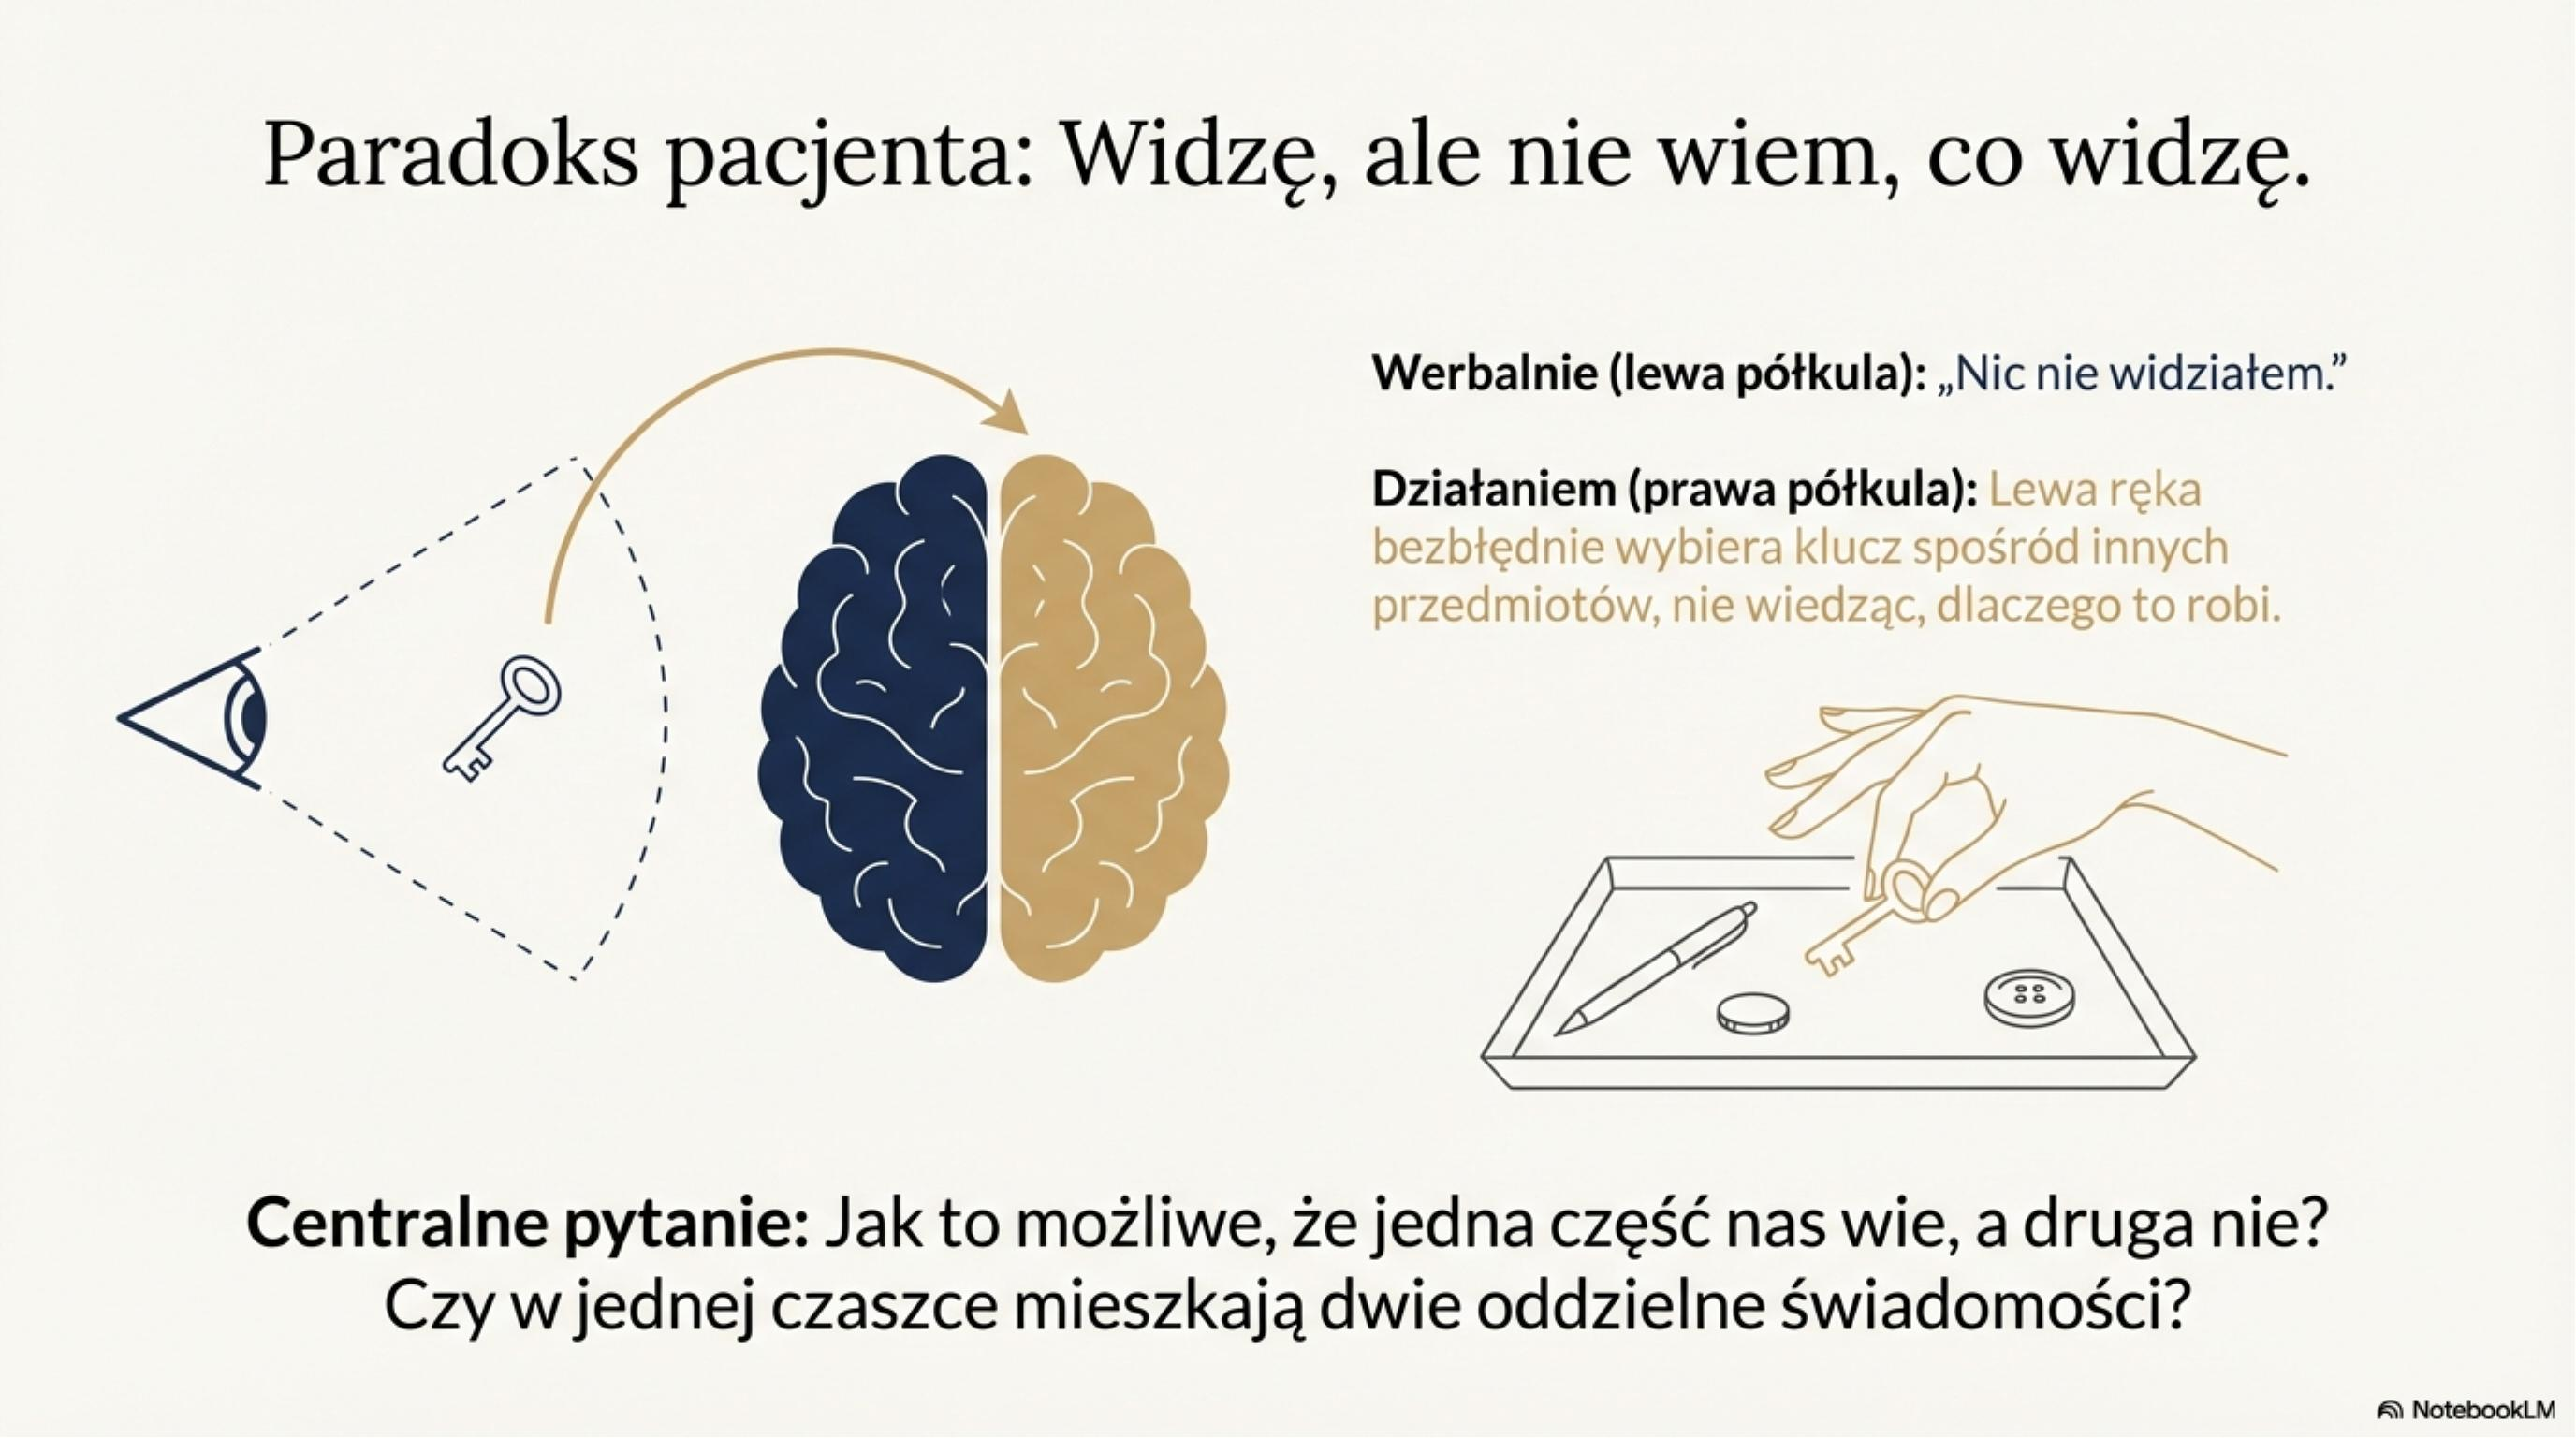 Paradoks pacjenta: Widzę, ale nie wiem, co widzę.
Werbalnie (lewa półkula): „Nic nie widziałem.”
Działaniem (prawa półkula): Lewa ręka
bezbłędnie wybiera klucz spośród innych
przedmiotów, nie wiedząc, dlaczego to robi.
Centralne pytanie: Jak to możliwe, że jedna część nas wie, a druga nie?
Czy w jednej czaszce mieszkają dwie oddzielne świadomości?
NotebookLM